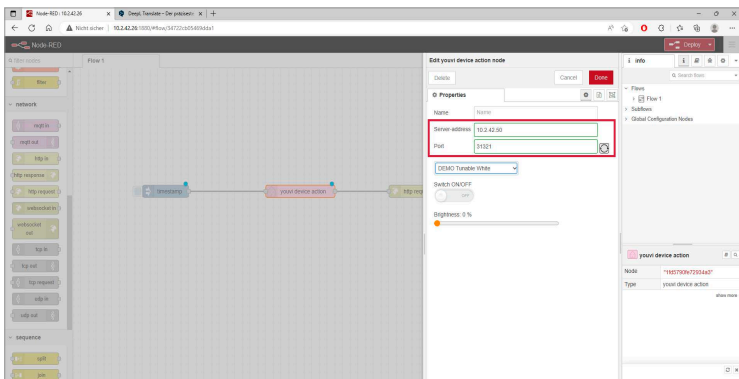 Node-RED : 10.2.42.26
DeepL Translate – Der präziseste
Nicht sicher
10.2.42.26:1880/#flow/34722cb05469dda1
Node-RED
Deploy
filter nodes
Flow 1
filter
network
mqtt in
mqtt out
http in
http response
http request
websocket in
websocket
out
tcp in
tcp out
tcp request
udp in
udp out
sequence
split
join
timestamp
youvi device action
http resp
Edit youvi device action node
Delete
Cancel
Done
Properties
Name
Name
Server-address
10.2.42.50
Port
31321
DEMO Tunable White
Switch ON/OFF
OFF
Brightness: 0 %
info
Search flows
Flows
Flow 1
Subflows
Global Configuration Nodes
youvi device action
Node
Type
youvi device action
show more